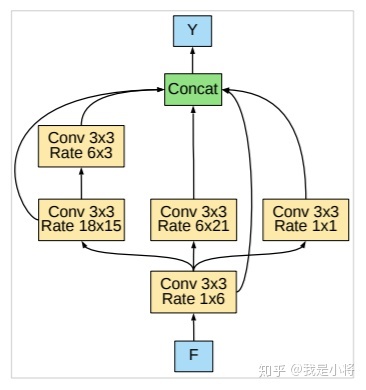 Y
Concat
Conv 3x3
Rate 6x3
Conv 3x3
Rate 18x15
Conv 3x3
Rate 6x21
Conv 3x3
Rate 1x1
Conv 3x3
Rate 1x6
F
知乎 @我是小将